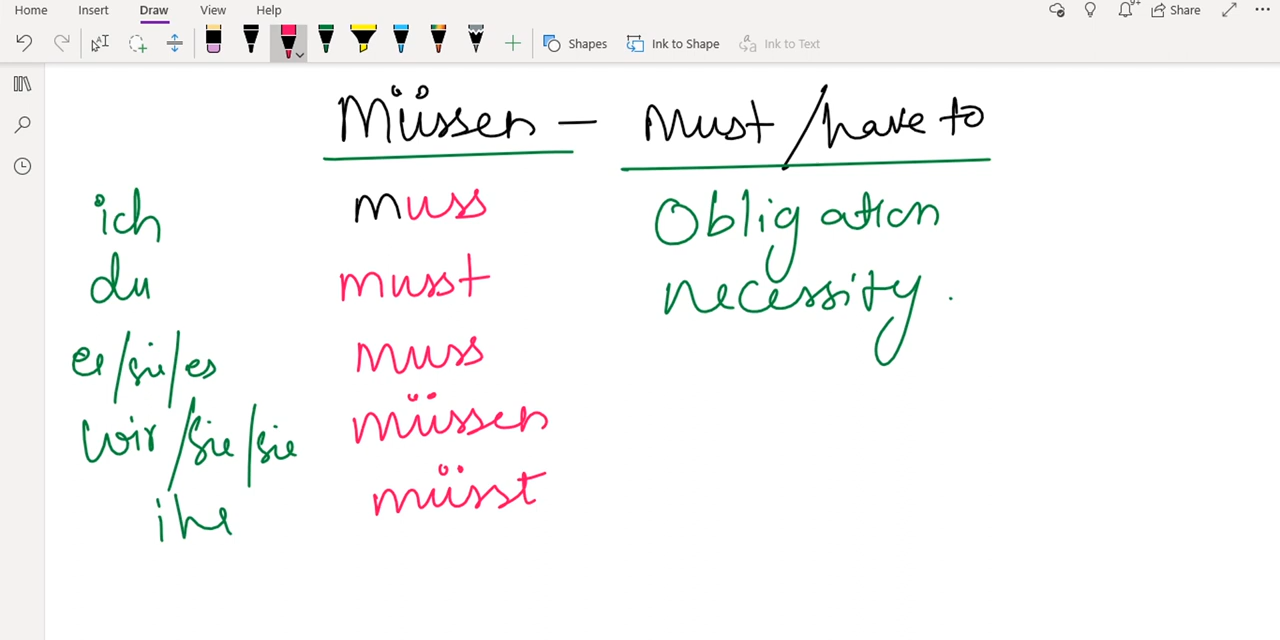 Home Insert Draw View Help
Share
Shapes Ink to Shape Ink to Text
Müssen – Must/have to
ich muss Obligation
du musst necessity.
er/sie/es muss
wir/Sie/sie müssen
ihr müsst